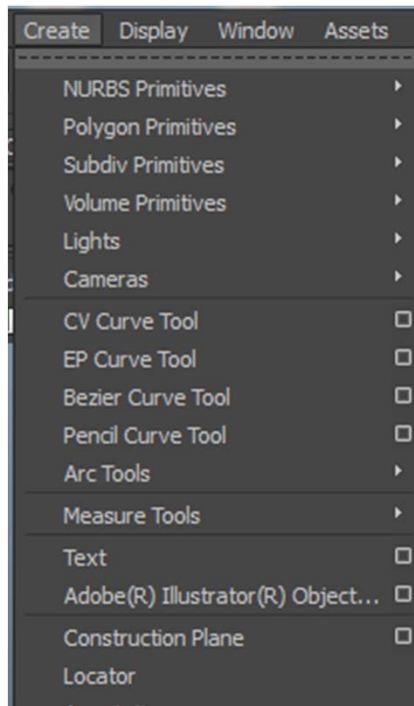 Create Display Window Assets
NURBS Primitives
Polygon Primitives
Subdiv Primitives
Volume Primitives
Lights
Cameras
CV Curve Tool
EP Curve Tool
Bezier Curve Tool
Pencil Curve Tool
Arc Tools
Measure Tools
Text
Adobe(R) Illustrator(R) Object...
Construction Plane
Locator